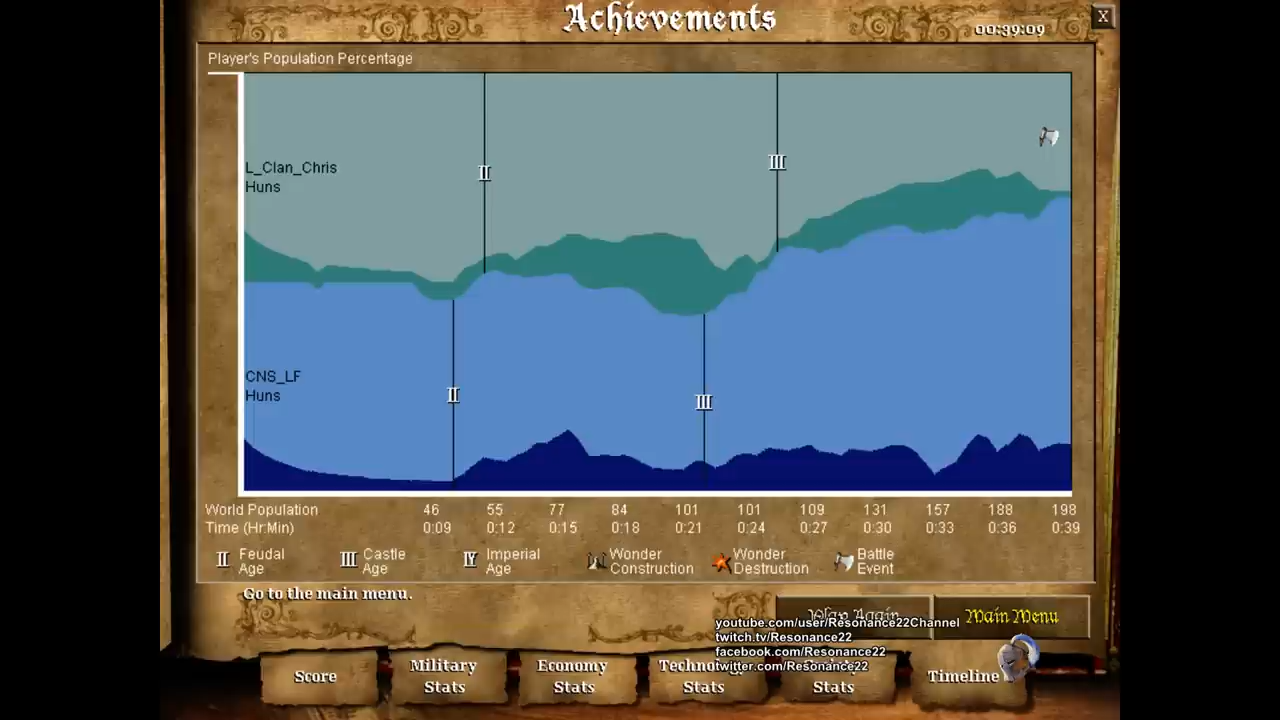 Achievements
00:39:09
X
Player's Population Percentage
L_Clan_Chris
Huns
II
III
CNS_LF
Huns
II
III
World Population 46 55 77 84 101 101 109 131 157 188 198
Time (Hr:Min) 0:09 0:12 0:15 0:18 0:21 0:24 0:27 0:30 0:33 0:36 0:39
II Feudal Age
III Castle Age
IV Imperial Age
Wonder Construction
Wonder Destruction
Battle Event
Go to the main menu.
Play Again
Main Menu
youtube.com/user/Resonance22Channel
twitch.tv/Resonance22
facebook.com/Resonance22
twitter.com/Resonance22
Score
Military Stats
Economy Stats
Stats
Stats
Timeline